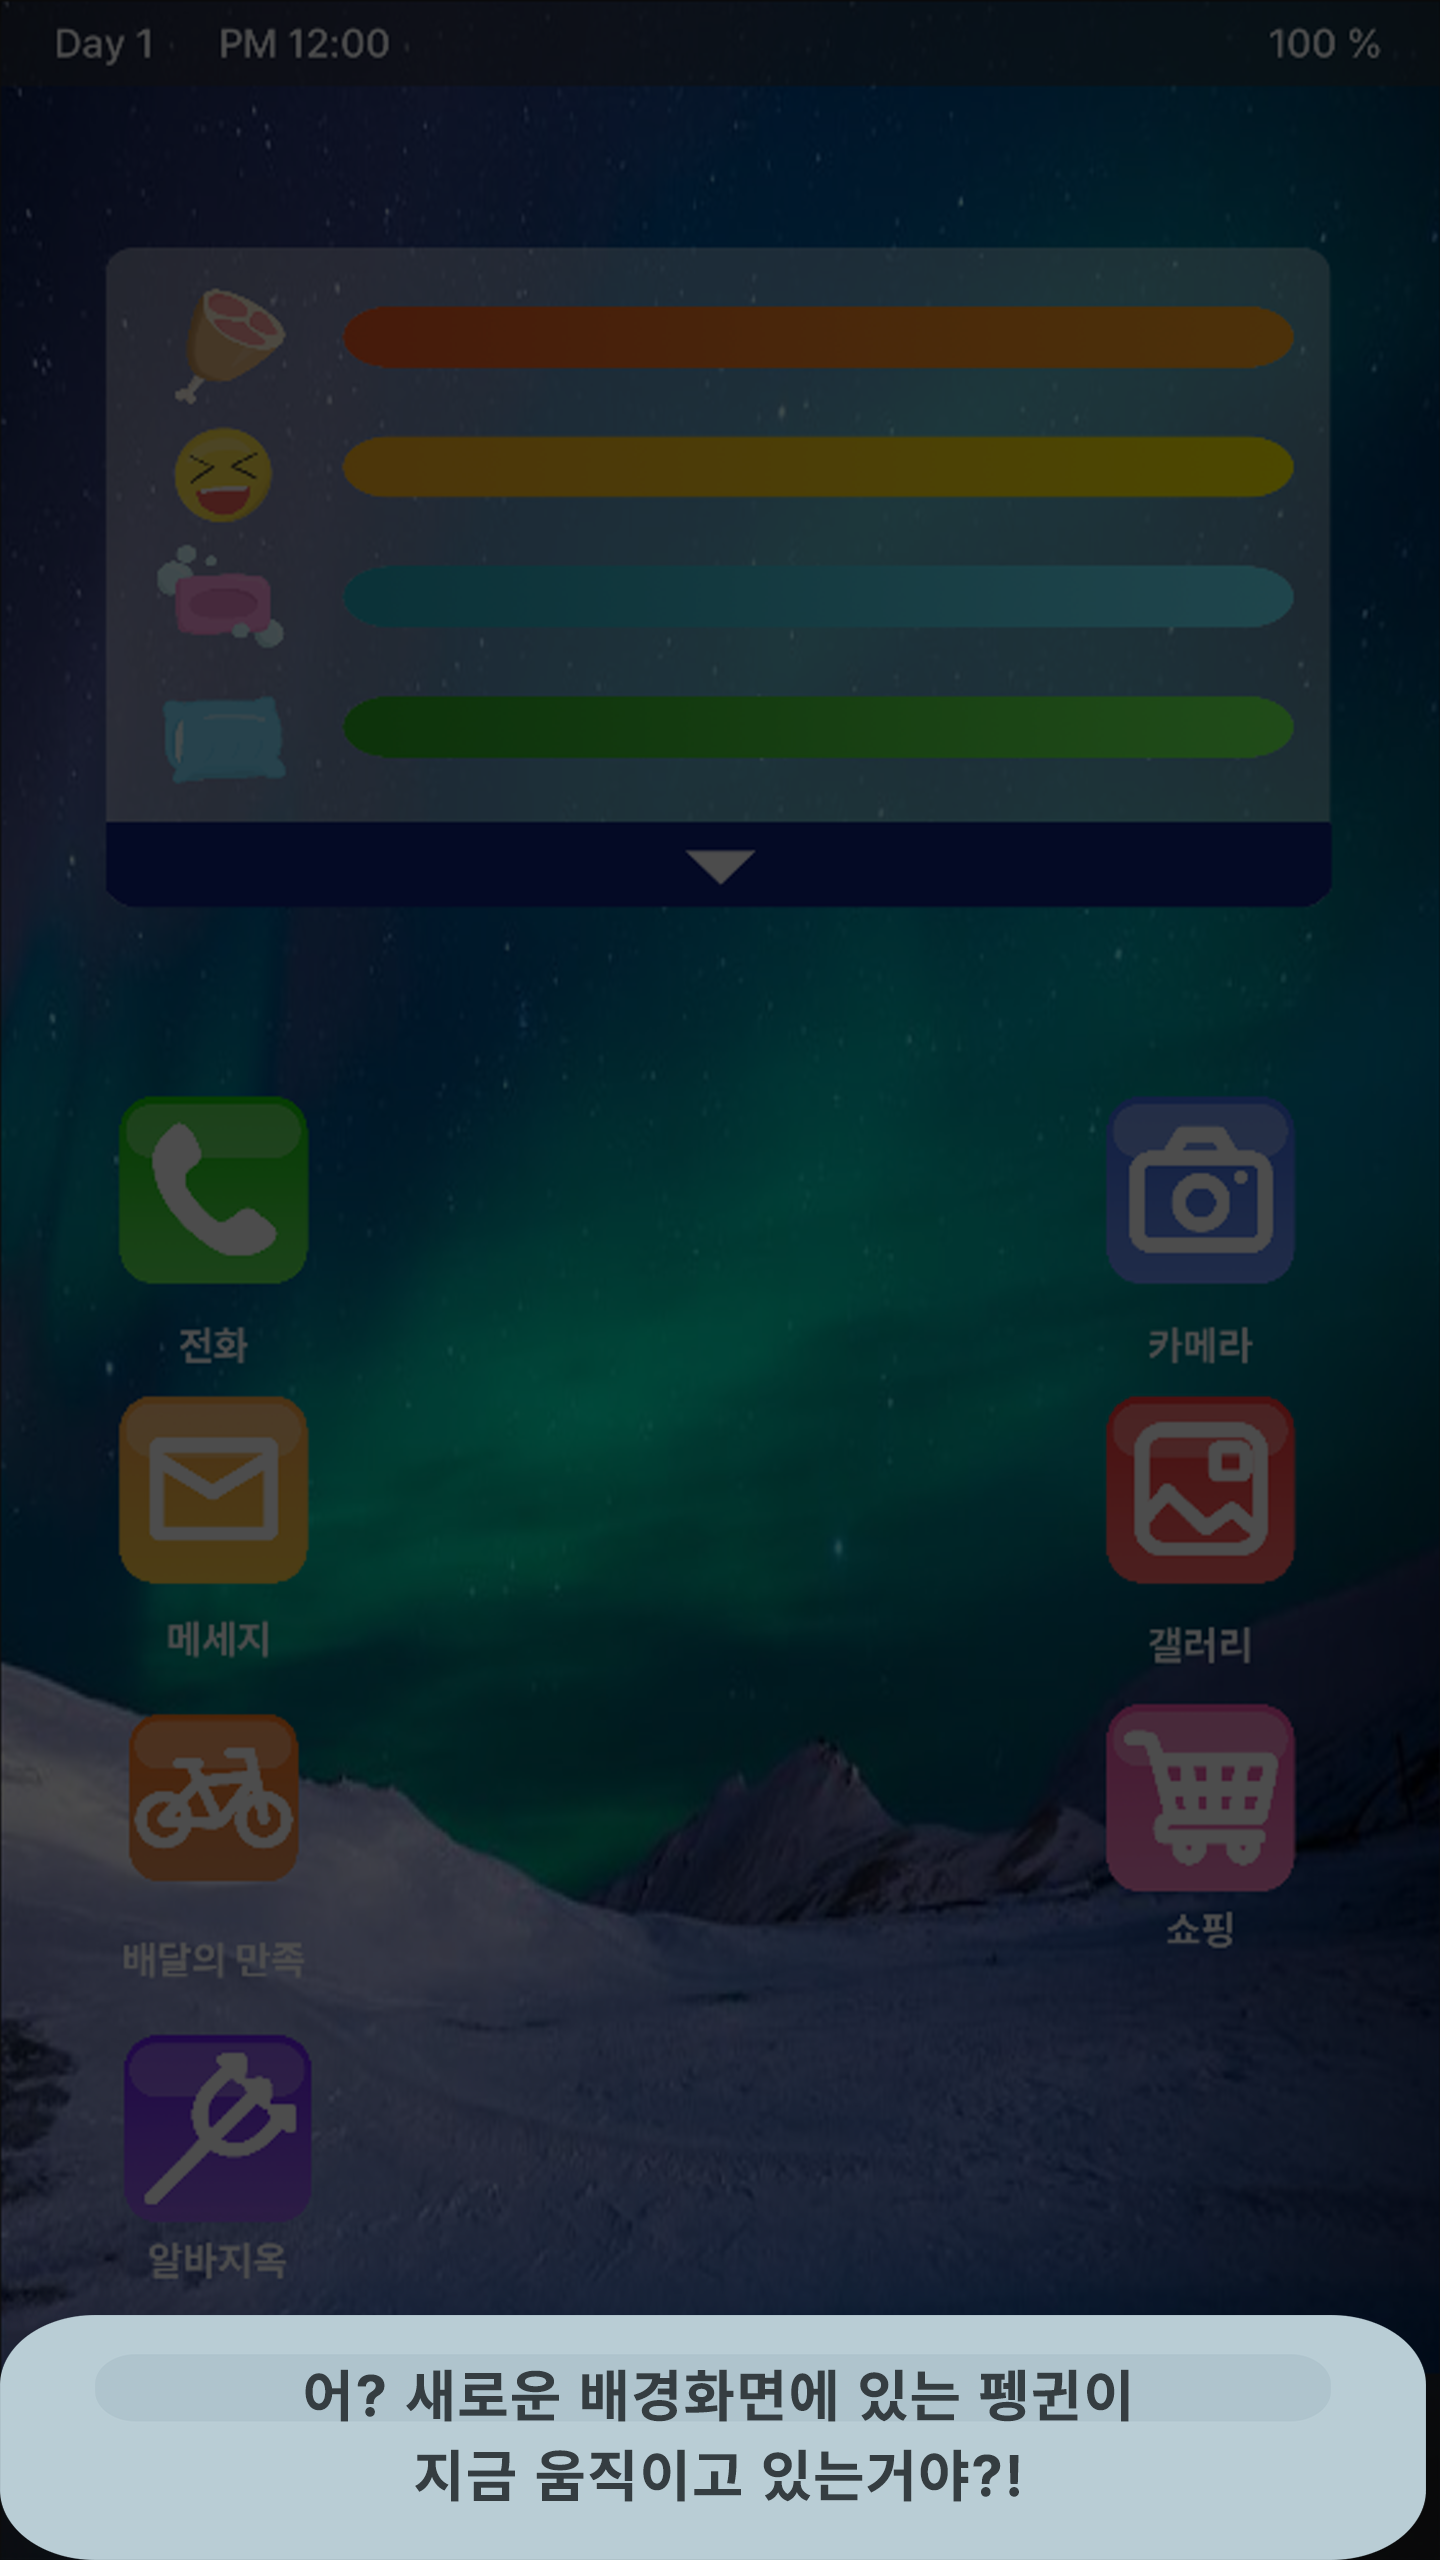 Day 1 PM 12:00 100 %
전화 카메라
메세지 갤러리
배달의 만족 쇼핑
알바지옥
어? 새로운 배경화면에 있는 펭귄이
지금 움직이고 있는거야?!